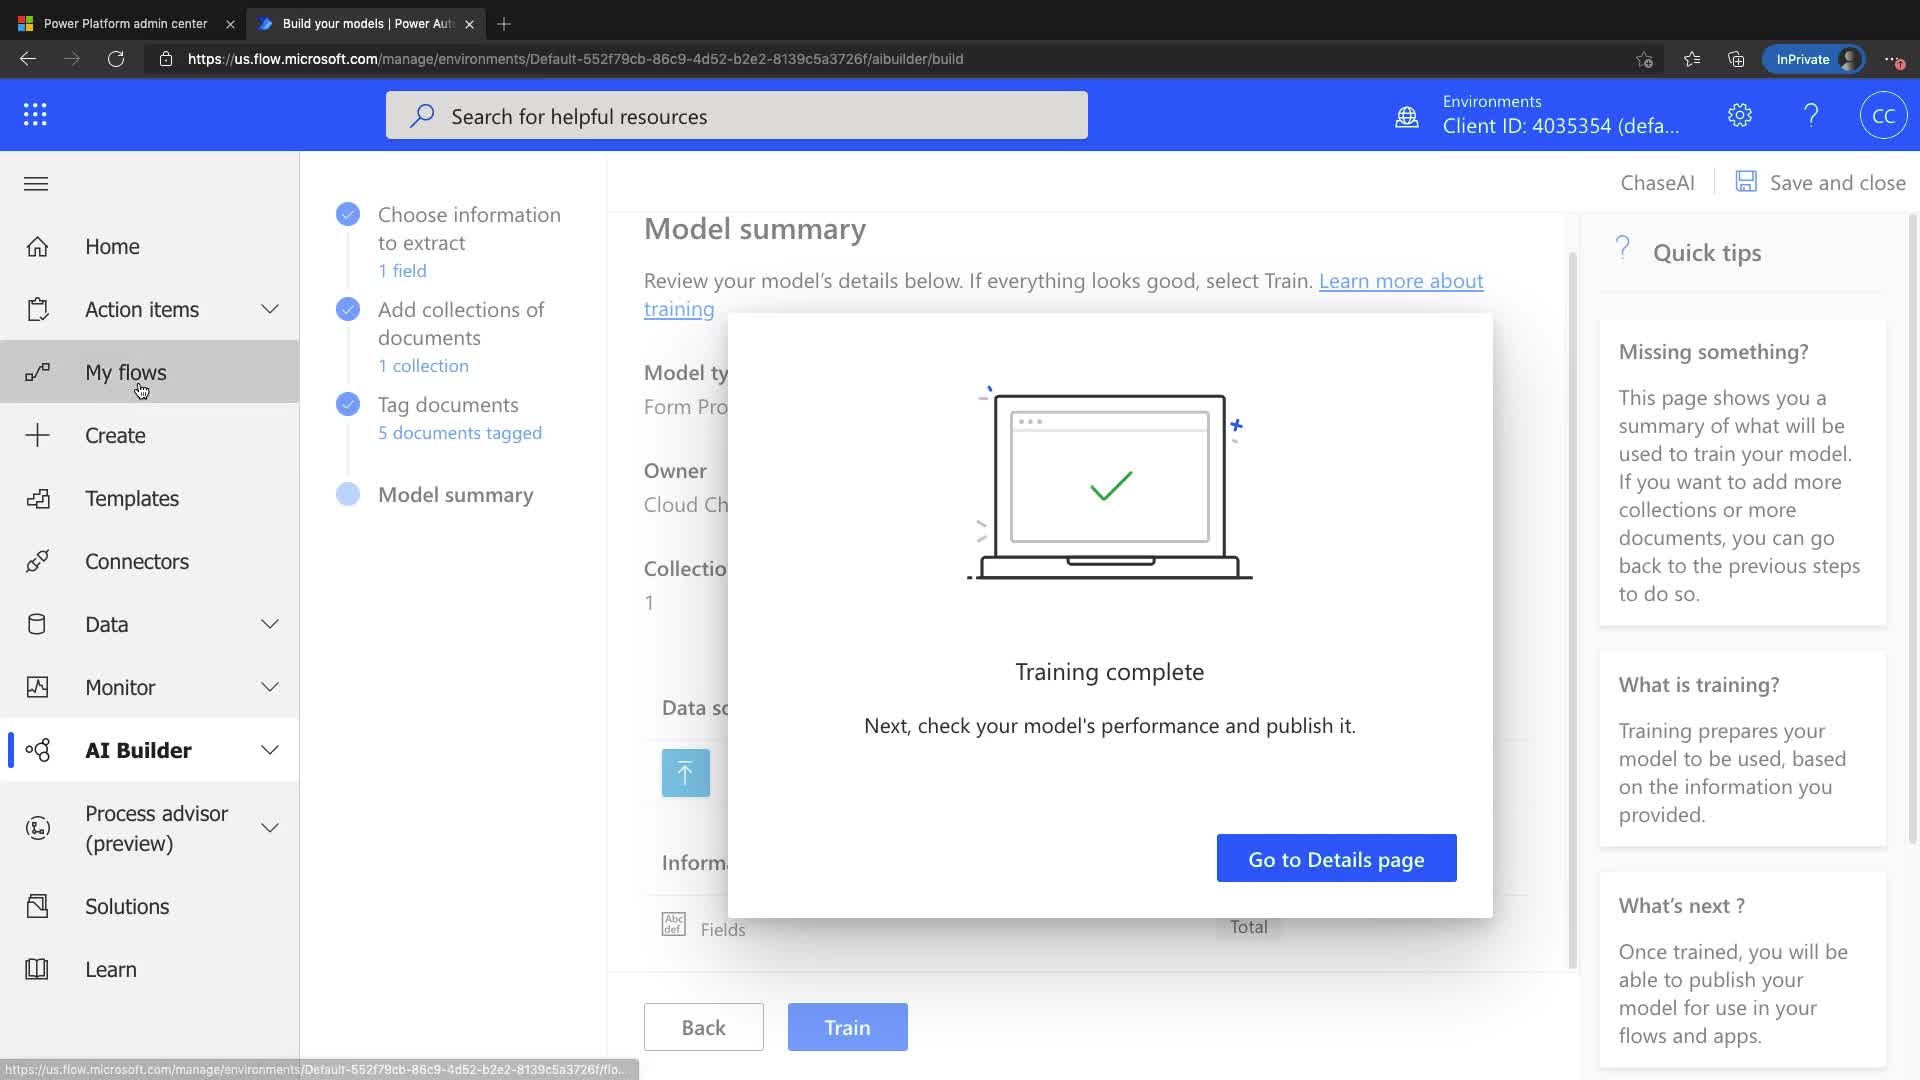 Power Platform admin center
Build your models | Power Aut
https://us.flow.microsoft.com/manage/environments/Default-552f79cb-86c9-4d52-b2e2-8139c5a3726f/aibuilder/build
InPrivate
Search for helpful resources
Environments
Client ID: 4035354 (defa...
?
CC
ChaseAI
Save and close
Home
Action items
My flows
Create
Templates
Connectors
Data
Monitor
AI Builder
Process advisor
(preview)
Solutions
Learn
Choose information
to extract
1 field
Add collections of
documents
1 collection
Tag documents
5 documents tagged
Model summary
Model summary
Review your model's details below. If everything looks good, select Train. Learn more about
training
Model ty
Form Pro
Owner
Cloud Ch
Collectio
1
Data so
Inform
Abc
def
Fields
Total
Training complete
Next, check your model's performance and publish it.
Go to Details page
Back
Train
? Quick tips
Missing something?
This page shows you a
summary of what will be
used to train your model.
If you want to add more
collections or more
documents, you can go
back to the previous steps
to do so.
What is training?
Training prepares your
model to be used, based
on the information you
provided.
What's next ?
Once trained, you will be
able to publish your
model for use in your
flows and apps.
https://us.flow.microsoft.com/manage/environments/Default-552f79cb-86c9-4d52-b2e2-8139c5a3726f/flo...